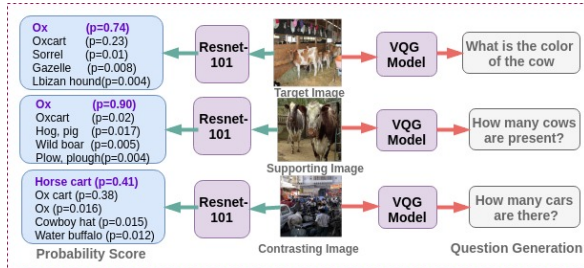 Ox (p=0.74)
Oxcart (p=0.23)
Sorrel (p=0.01)
Gazelle (p=0.008)
Lbizan hound(p=0.004)
Resnet-
101
Target Image
VQG
Model
What is the color
of the cow
Ox (p=0.90)
Oxcart (p=0.02)
Hog, pig (p=0.017)
Wild boar (p=0.005)
Plow, plough(p=0.004)
Resnet-
101
Supporting Image
VQG
Model
How many cows
are present?
Horse cart (p=0.41)
Ox cart (p=0.38)
Ox (p=0.016)
Cowboy hat (p=0.015)
Water buffalo (p=0.012)
Resnet-
101
Contrasting Image
VQG
Model
How many cars
are there?
Probability Score
Question Generation